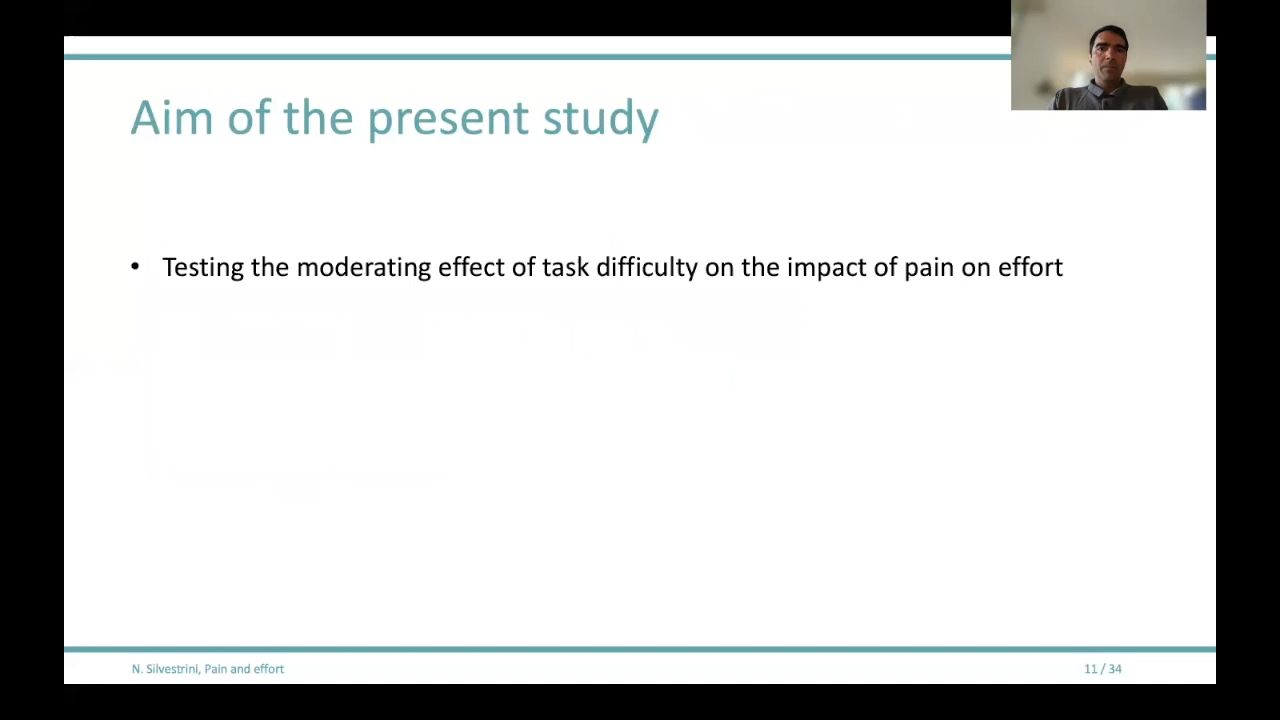 Aim of the present study
• Testing the moderating effect of task difficulty on the impact of pain on effort
N. Silvestrini, Pain and effort
11 / 34